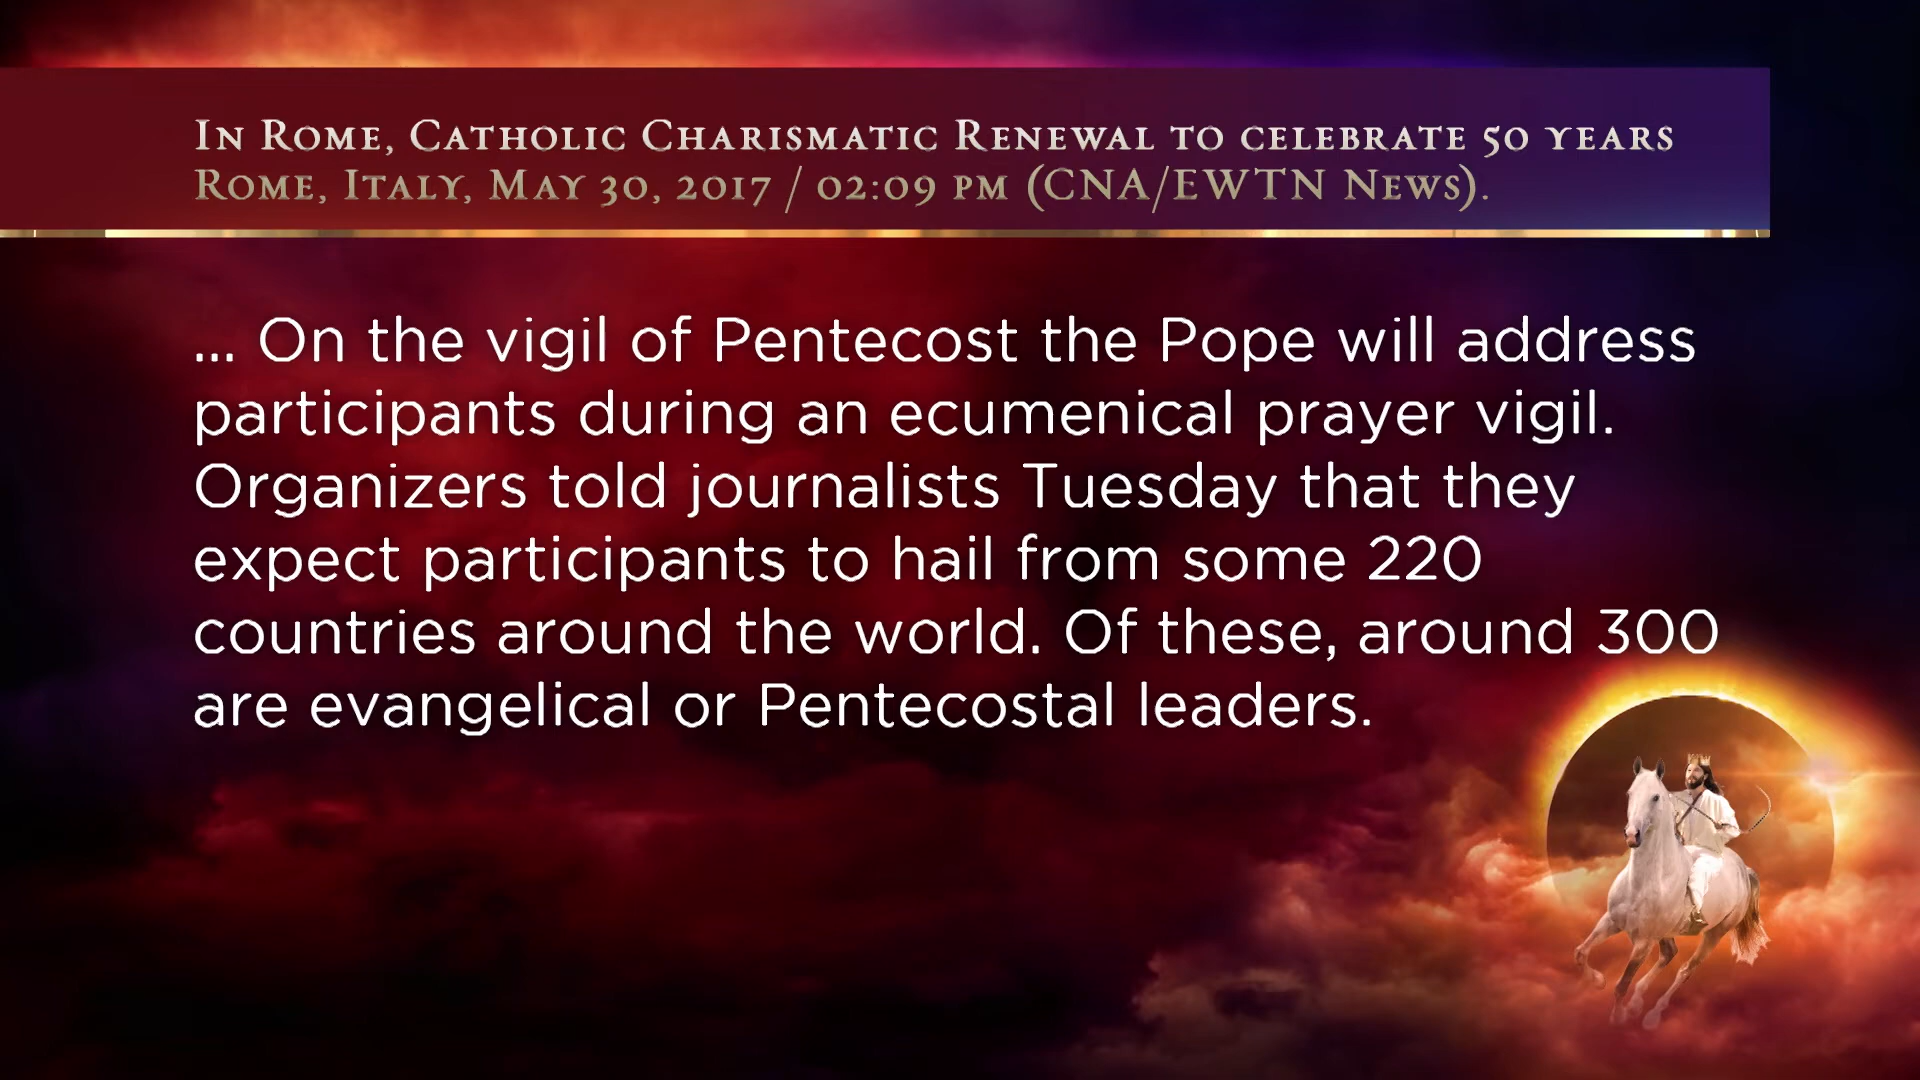 In Rome, Catholic Charismatic Renewal to celebrate 50 years
Rome, Italy, May 30, 2017 / 02:09 pm (CNA/EWTN News).
... On the vigil of Pentecost the Pope will address
participants during an ecumenical prayer vigil.
Organizers told journalists Tuesday that they
expect participants to hail from some 220
countries around the world. Of these, around 300
are evangelical or Pentecostal leaders.